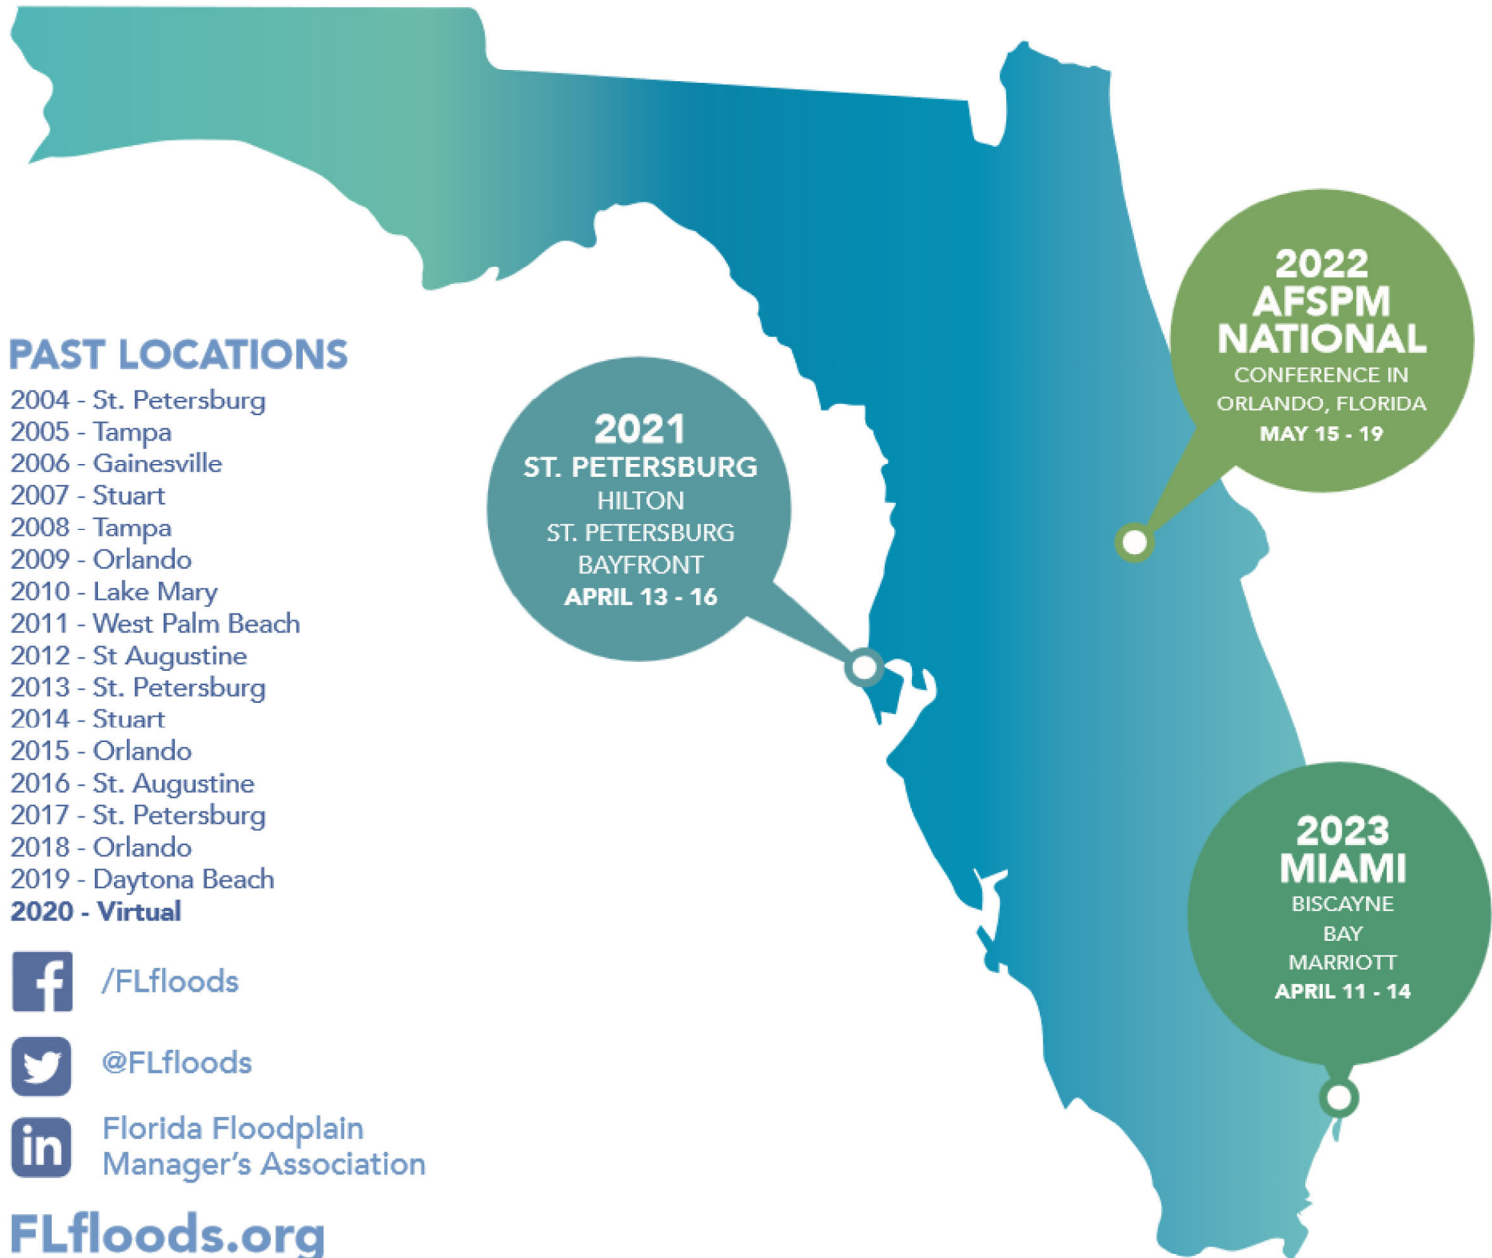 PAST LOCATIONS
2004 - St. Petersburg
2005 - Tampa
2006 - Gainesville
2007 - Stuart
2008 - Tampa
2009 - Orlando
2010 - Lake Mary
2011 - West Palm Beach
2012 - St Augustine
2013 - St. Petersburg
2014 - Stuart
2015 - Orlando
2016 - St. Augustine
2017 - St. Petersburg
2018 - Orlando
2019 - Daytona Beach
2020 - Virtual
f
/FLfloods
@FLfloods
in
Florida Floodplain
Manager's Association
FLfloods.org
2021
ST. PETERSBURG
HILTON
ST. PETERSBURG
BAYFRONT
APRIL 13 - 16
2022
AFSPM
NATIONAL
CONFERENCE IN
ORLANDO, FLORIDA
MAY 15 - 19
2023
MIAMI
BISCAYNE
BAY
MARRIOTT
APRIL 11 - 14